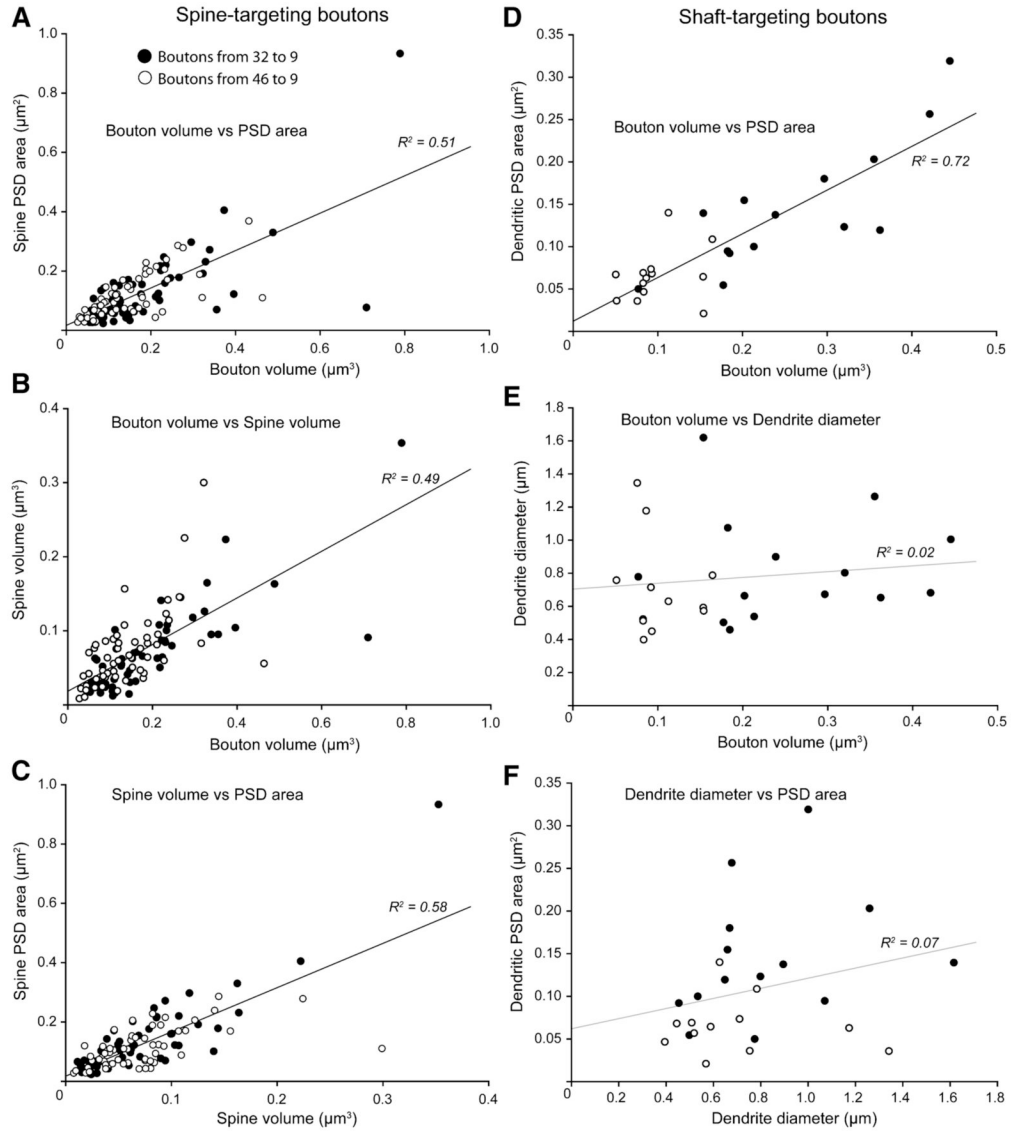 A
Spine-targeting boutons
1.0
0.8
0.6
0.4
0.2
Spine PSD area (μm²)
Boutons from 32 to 9
Boutons from 46 to 9
Bouton volume vs PSD area
R² = 0.51
0
0.2
0.4
0.6
0.8
1.0
Bouton volume (μm³)
B
0.4
0.3
0.2
0.1
Spine volume (μm³)
Bouton volume vs Spine volume
R² = 0.49
0
0.2
0.4
0.6
0.8
1.0
Bouton volume (μm³)
C
1.0
0.8
0.6
0.4
0.2
Spine PSD area (μm²)
Spine volume vs PSD area
R² = 0.58
0
0.1
0.2
0.3
0.4
Spine volume (μm³)
D
Shaft-targeting boutons
0.35
0.30
0.25
0.20
0.15
0.10
0.05
Dendritic PSD area (μm²)
Bouton volume vs PSD area
R² = 0.72
0
0.1
0.2
0.3
0.4
0.5
Bouton volume (μm³)
E
1.8
1.6
1.4
1.2
1.0
0.8
0.6
0.4
0.2
Dendrite diameter (μm)
Bouton volume vs Dendrite diameter
R² = 0.02
0
0.1
0.2
0.3
0.4
0.5
Bouton volume (μm³)
F
0.35
0.30
0.25
0.20
0.15
0.10
0.05
Dendritic PSD area (μm²)
Dendrite diameter vs PSD area
R² = 0.07
0
0.2
0.4
0.6
0.8
1.0
1.2
1.4
1.6
1.8
Dendrite diameter (μm)